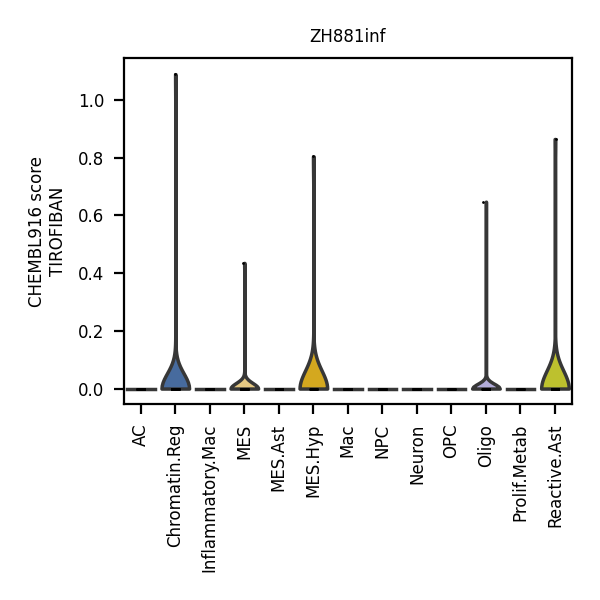 ZH881inf
CHEMBL916 score
TIROFIBAN
1.0
0.8
0.6
0.4
0.2
0.0
AC
Chromatin.Reg
Inflammatory.Mac
MES
MES.Ast
MES.Hyp
Mac
NPC
Neuron
OPC
Oligo
Prolif.Metab
Reactive.Ast